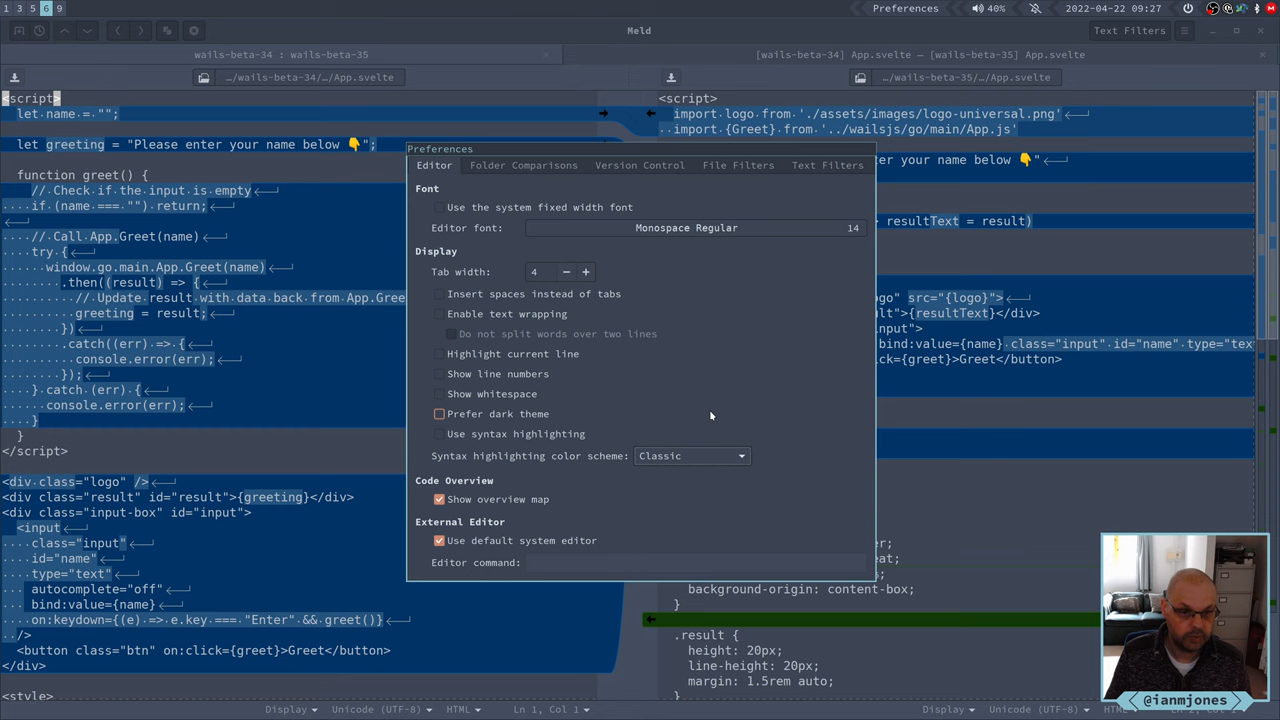 1 3 5 6 9
Preferences
40%
2022-04-22 09:27
Meld
Text Filters
wails-beta-34 : wails-beta-35
[wails-beta-34] App.svelte — [wails-beta-35] App.svelte
…/wails-beta-34/…/App.svelte
…/wails-beta-35/…/App.svelte
<script>
let name = "";
let greeting = "Please enter your name below 👇";
function greet() {
// Check if the input is empty
if (name === "") return;
// Call App.Greet(name)
try {
window.go.main.App.Greet(name)
.then((result) => {
// Update result with data back from App.Gree
greeting = result;
})
.catch((err) => {
console.error(err);
});
} catch (err) {
console.error(err);
}
}
</script>
<div class="logo" />
<div class="result" id="result">{greeting}</div>
<div class="input-box" id="input">
<input
class="input"
id="name"
type="text"
autocomplete="off"
bind:value={name}
on:keydown={(e) => e.key === "Enter" && greet()}
/>
<button class="btn" on:click={greet}>Greet</button>
</div>
<style>
Preferences
Editor
Folder Comparisons
Version Control
File Filters
Text Filters
Font
Use the system fixed width font
Editor font:
Monospace Regular
14
Display
Tab width:
4
Insert spaces instead of tabs
Enable text wrapping
Do not split words over two lines
Highlight current line
Show line numbers
Show whitespace
Prefer dark theme
Use syntax highlighting
Syntax highlighting color scheme:
Classic
Code Overview
Show overview map
External Editor
Use default system editor
Editor command:
<script>
import logo from './assets/images/logo-universal.png'
import {Greet} from '../wailsjs/go/main/App.js'
er your name below 👇"
> resultText = result)
logo" src="{logo}">
">{resultText}</div>
nput">
bind:value={name} class="input" id="name" type="tex
click={greet}>Greet</button>
er;
eat;
s;
background-origin: content-box;
}
.result {
height: 20px;
line-height: 20px;
margin: 1.5rem auto;
}
Display
Unicode (UTF-8)
HTML
Ln 1, Col 1
Display
Unicode (UTF-8)
HTML
Ln 1, Col 1
@ianmjones